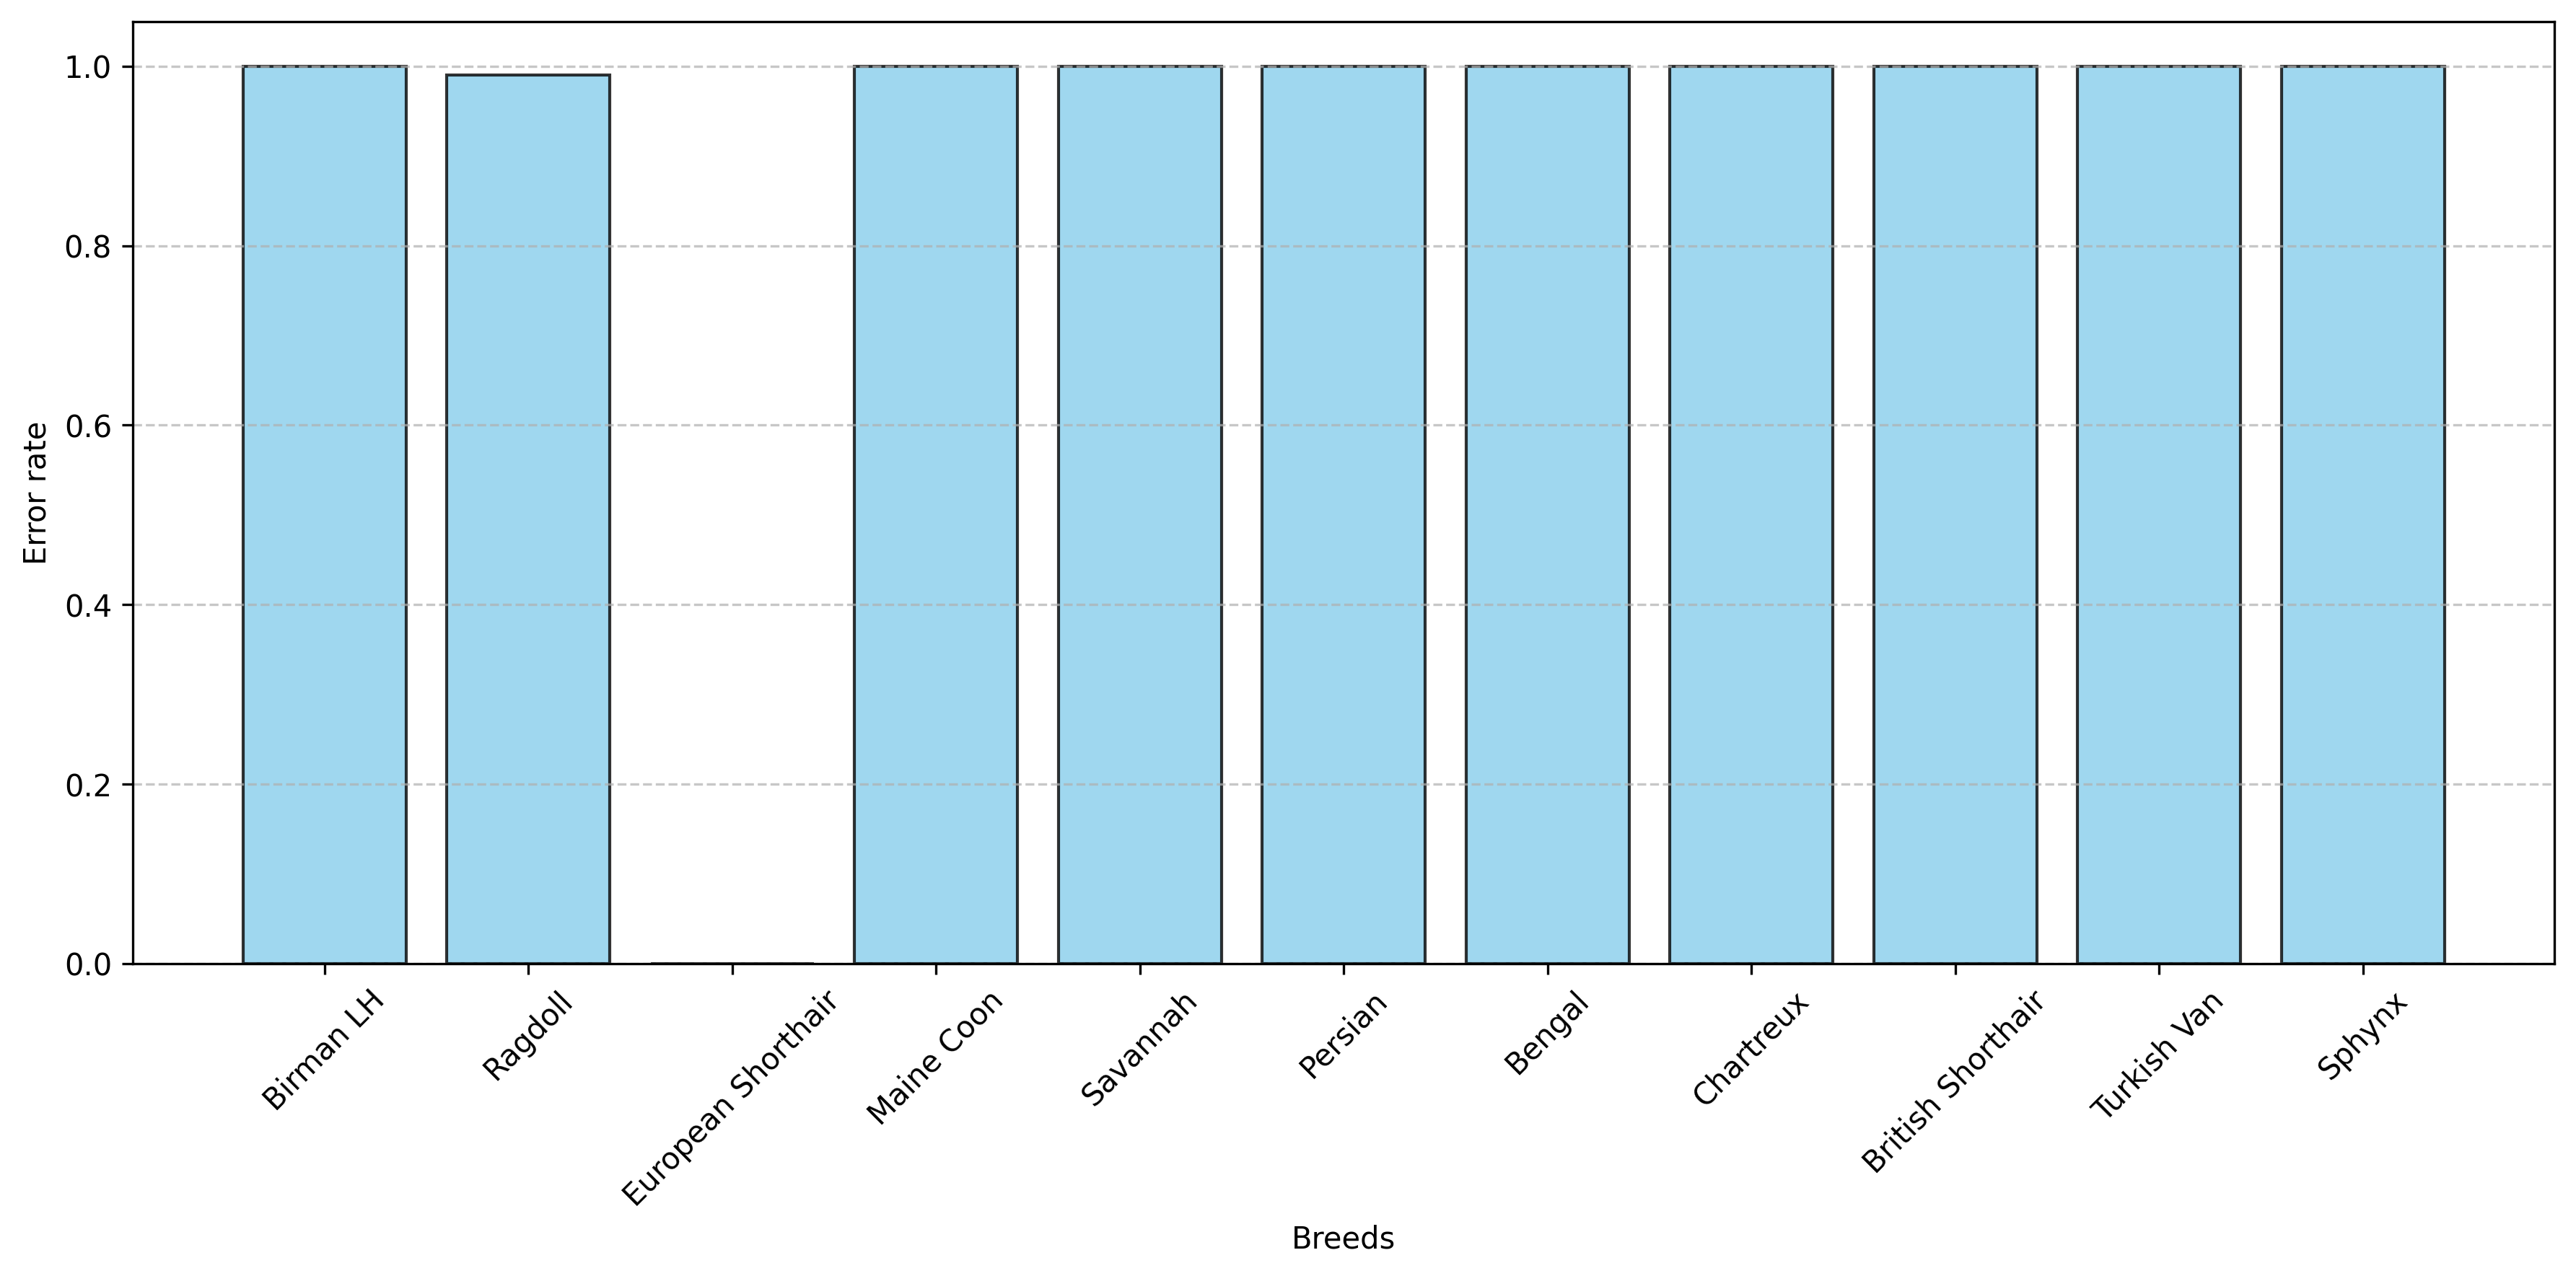 1.0
0.8
0.6
0.4
0.2
0.0
Error rate
Birman LH
Ragdoll
European Shorthair
Maine Coon
Savannah
Persian
Bengal
Chartreux
British Shorthair
Turkish Van
Sphynx
Breeds